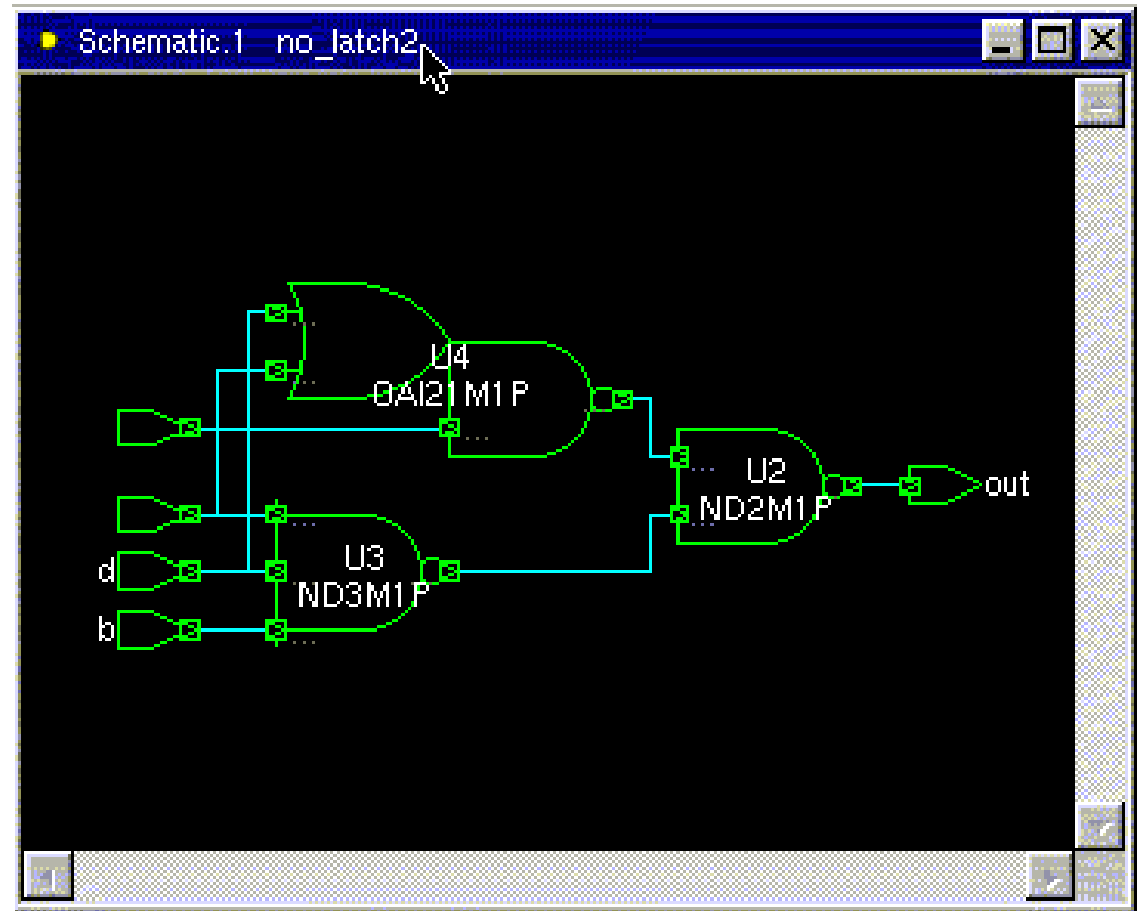 Schematic.1 no_latch2
U4
OAI21M1P
U2
ND2M1P
out
U3
ND3M1P
d
b